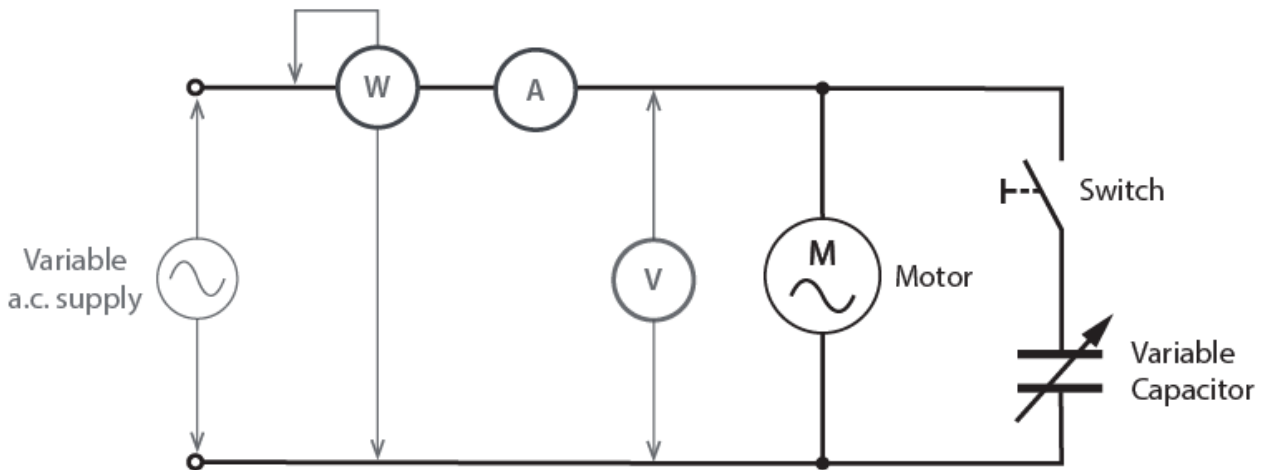 W
A
Variable
a.c. supply
V
M
Motor
Switch
Variable
Capacitor